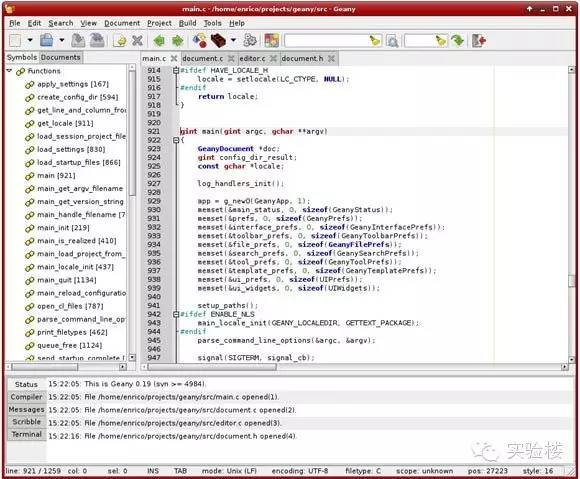 main.c - /home/enrico/projects/geany/src - Geany
File Edit Search View Document Project Build Tools Help
Symbols Documents
main.c document.c editor.c document.h
Functions
apply_settings [167]
create_config_dir [594]
get_line_and_column_from
get_locale [911]
load_session_project_file
load_settings [830]
load_startup_files [866]
main [921]
main_get_argv_filename
main_get_version_string
main_handle_filename [7
main_init [219]
main_is_realized [410]
main_load_project_from_
main_locale_init [437]
main_quit [1134]
main_reload_configuration
open_cl_files [787]
parse_command_line_optio
print_filetypes [462]
queue_free [1124]
send_startup_complete [
914 #ifdef HAVE_LOCALE_H
915 locale = setlocale(LC_CTYPE, NULL);
916 #endif
917 return locale;
918 }
919
920
921 gint main(gint argc, gchar **argv)
922 {
923 GeanyDocument *doc;
924 gint config_dir_result;
925 const gchar *locale;
926
927 log_handlers_init();
928
929 app = g_new0(GeanyApp, 1);
930 memset(&main_status, 0, sizeof(GeanyStatus));
931 memset(&prefs, 0, sizeof(GeanyPrefs));
932 memset(&interface_prefs, 0, sizeof(GeanyInterfacePrefs));
933 memset(&toolbar_prefs, 0, sizeof(GeanyToolbarPrefs));
934 memset(&file_prefs, 0, sizeof(GeanyFilePrefs));
935 memset(&search_prefs, 0, sizeof(GeanySearchPrefs));
936 memset(&tool_prefs, 0, sizeof(GeanyToolPrefs));
937 memset(&template_prefs, 0, sizeof(GeanyTemplatePrefs));
938 memset(&ui_prefs, 0, sizeof(UIPrefs));
939 memset(&ui_widgets, 0, sizeof(UIWidgets));
940
941 setup_paths();
942 #ifdef ENABLE_NLS
943 main_locale_init(GEANY_LOCALEDIR, GETTEXT_PACKAGE);
944 #endif
945 parse_command_line_options(&argc, &argv);
946
947 signal(SIGTERM, signal_cb);
Status
Compiler
Messages
Scribble
Terminal
15:22:05: This is Geany 0.19 (svn >= 4984).
15:22:05: File /home/enrico/projects/geany/src/main.c opened(1).
15:22:05: File /home/enrico/projects/geany/src/document.c opened(2).
15:22:05: File /home/enrico/projects/geany/src/editor.c opened(3).
15:22:16: File /home/enrico/projects/geany/src/document.h opened(4).
实验楼
line: 921 / 1259 col: 0 sel: 0 INS TAB mode: Unix (LF) encoding: UTF-8 filetype: C scope: unknown pos: 27223 style: 16